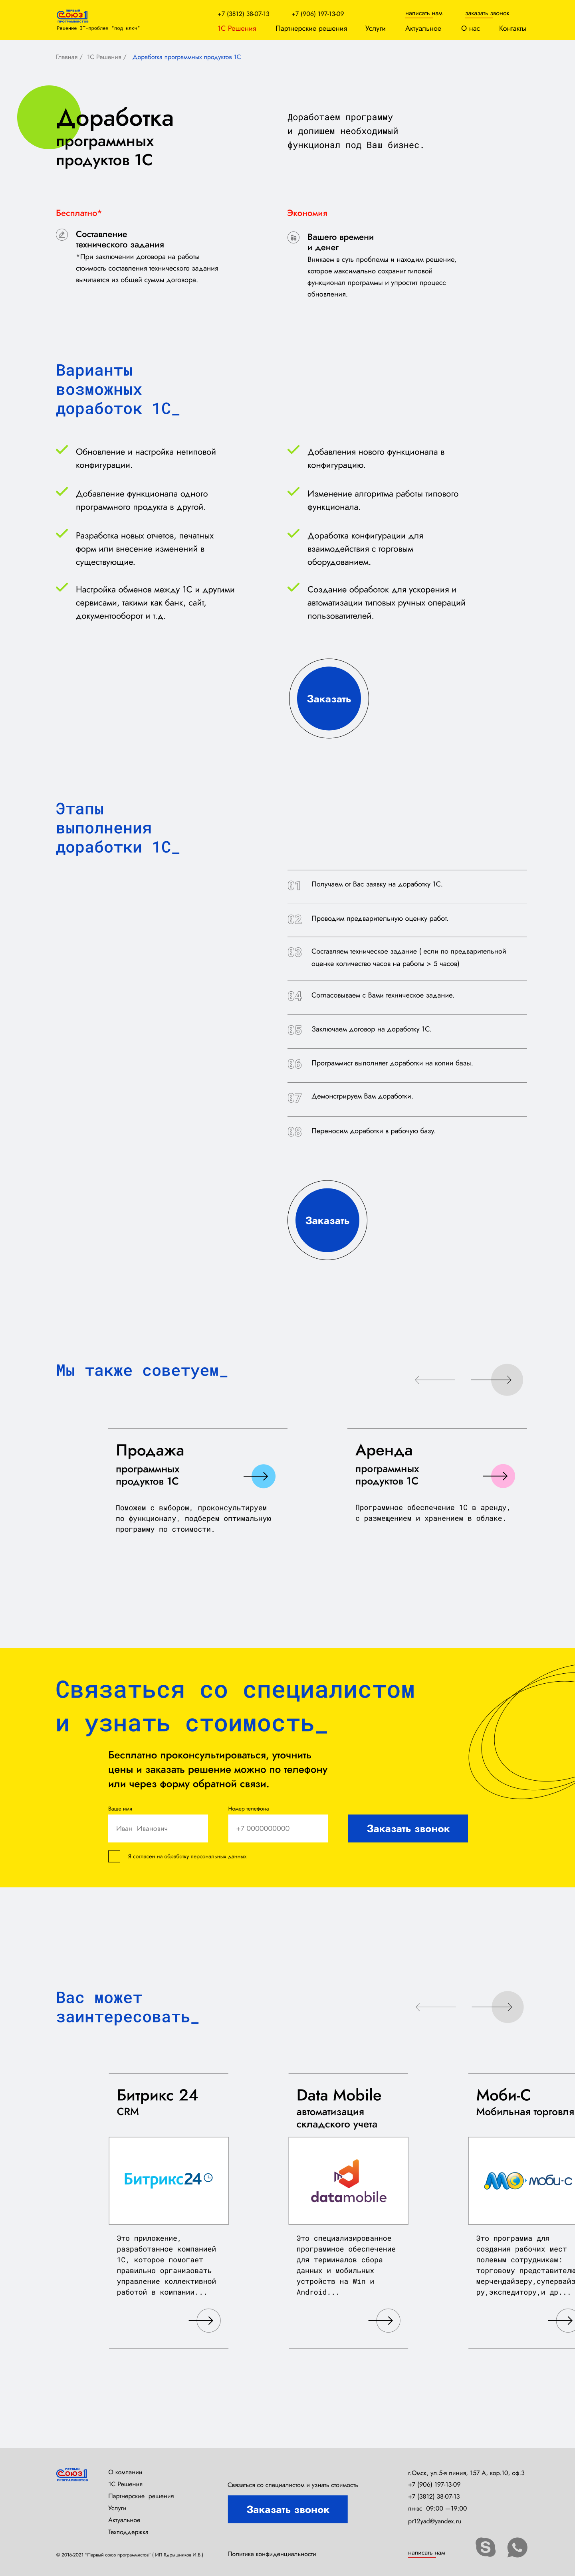 ПЕРВЫЙ
СОЮЗ 1
ПРОГРАММИСТОВ
Решение IT-проблем "под ключ"
+7 (3812) 38-07-13
+7 (906) 197-13-09
написать нам
заказать звонок
1С Решения
Партнерские решения
Услуги
Актуальное
О нас
Контакты
Главная / 1С Решения / Доработка программных продуктов 1С
Доработка
программных
продуктов 1С
Доработаем программу
и допишем необходимый
функционал под Ваш бизнес.
Бесплатно*
Составление
технического задания
*При заключении договора на работы
стоимость составления технического задания
вычитается из общей суммы договора.
Экономия
Вашего времени
и денег
Вникаем в суть проблемы и находим решение,
которое максимально сохранит типовой
функционал программы и упростит процесс
обновления.
Варианты
возможных
доработок 1С_
Обновление и настройка нетиповой
конфигурации.
Добавления нового функционала в
конфигурацию.
Добавление функционала одного
программного продукта в другой.
Изменение алгоритма работы типового
функционала.
Разработка новых отчетов, печатных
форм или внесение изменений в
существующие.
Доработка конфигурации для
взаимодействия с торговым
оборудованием.
Настройка обменов между 1С и другими
сервисами, такими как банк, сайт,
документооборот и т.д.
Создание обработок для ускорения и
автоматизации типовых ручных операций
пользователей.
Заказать
Этапы
выполнения
доработки 1С_
01 Получаем от Вас заявку на доработку 1С.
02 Проводим предварительную оценку работ.
03 Составляем техническое задание ( если по предварительной
оценке количество часов на работы > 5 часов)
04 Согласовываем с Вами техническое задание.
05 Заключаем договор на доработку 1С.
06 Программист выполняет доработки на копии базы.
07 Демонстрируем Вам доработки.
08 Переносим доработки в рабочую базу.
Заказать
Мы также советуем_
Продажа
программных
продуктов 1С
Поможем с выбором, проконсультируем
по функционалу, подберем оптимальную
программу по стоимости.
Аренда
программных
продуктов 1С
Программное обеспечение 1С в аренду,
с размещением и хранением в облаке.
Связаться со специалистом
и узнать стоимость_
Бесплатно проконсультироваться, уточнить
цены и заказать решение можно по телефону
или через форму обратной связи.
Ваше имя
Иван Иванович
Номер телефона
+7 0000000000
Заказать звонок
Я согласен на обработку персональных данных
Вас может
заинтересовать_
Битрикс 24
CRM
Битрикс24
Это приложение,
разработанное компанией
1С, которое помогает
правильно организовать
управление коллективной
работой в компании...
Data Mobile
автоматизация
складского учета
datamobile
Это специализированное
программное обеспечение
для терминалов сбора
данных и мобильных
устройств на Win и
Android...
Моби-С
Мобильная торговля
моби·с
Это программа для
создания рабочих мест
полевым сотрудникам:
торговому представителю
мерчендайзеру,супервайз
ру,экспедитору,и др...
ПЕРВЫЙ
СОЮЗ 1
ПРОГРАММИСТОВ
О компании
1С Решения
Партнерские решения
Услуги
Актуальное
Техподдержка
Связаться со специалистом и узнать стоимость
Заказать звонок
г.Омск, ул.5-я линия, 157 А, кор.10, оф.3
+7 (906) 197-13-09
+7 (3812) 38-07-13
пн-вс 09:00 —19:00
pr12yad@yandex.ru
© 2016-2021 "Первый союз программистов" ( ИП Ядрышников И.Б.)
Политика конфиденциальности
написать нам